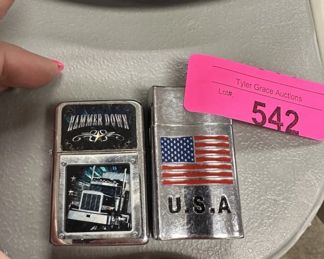 HAMMER DOWN
Tyler Grace Auctions
Lot#
542
U.S.A